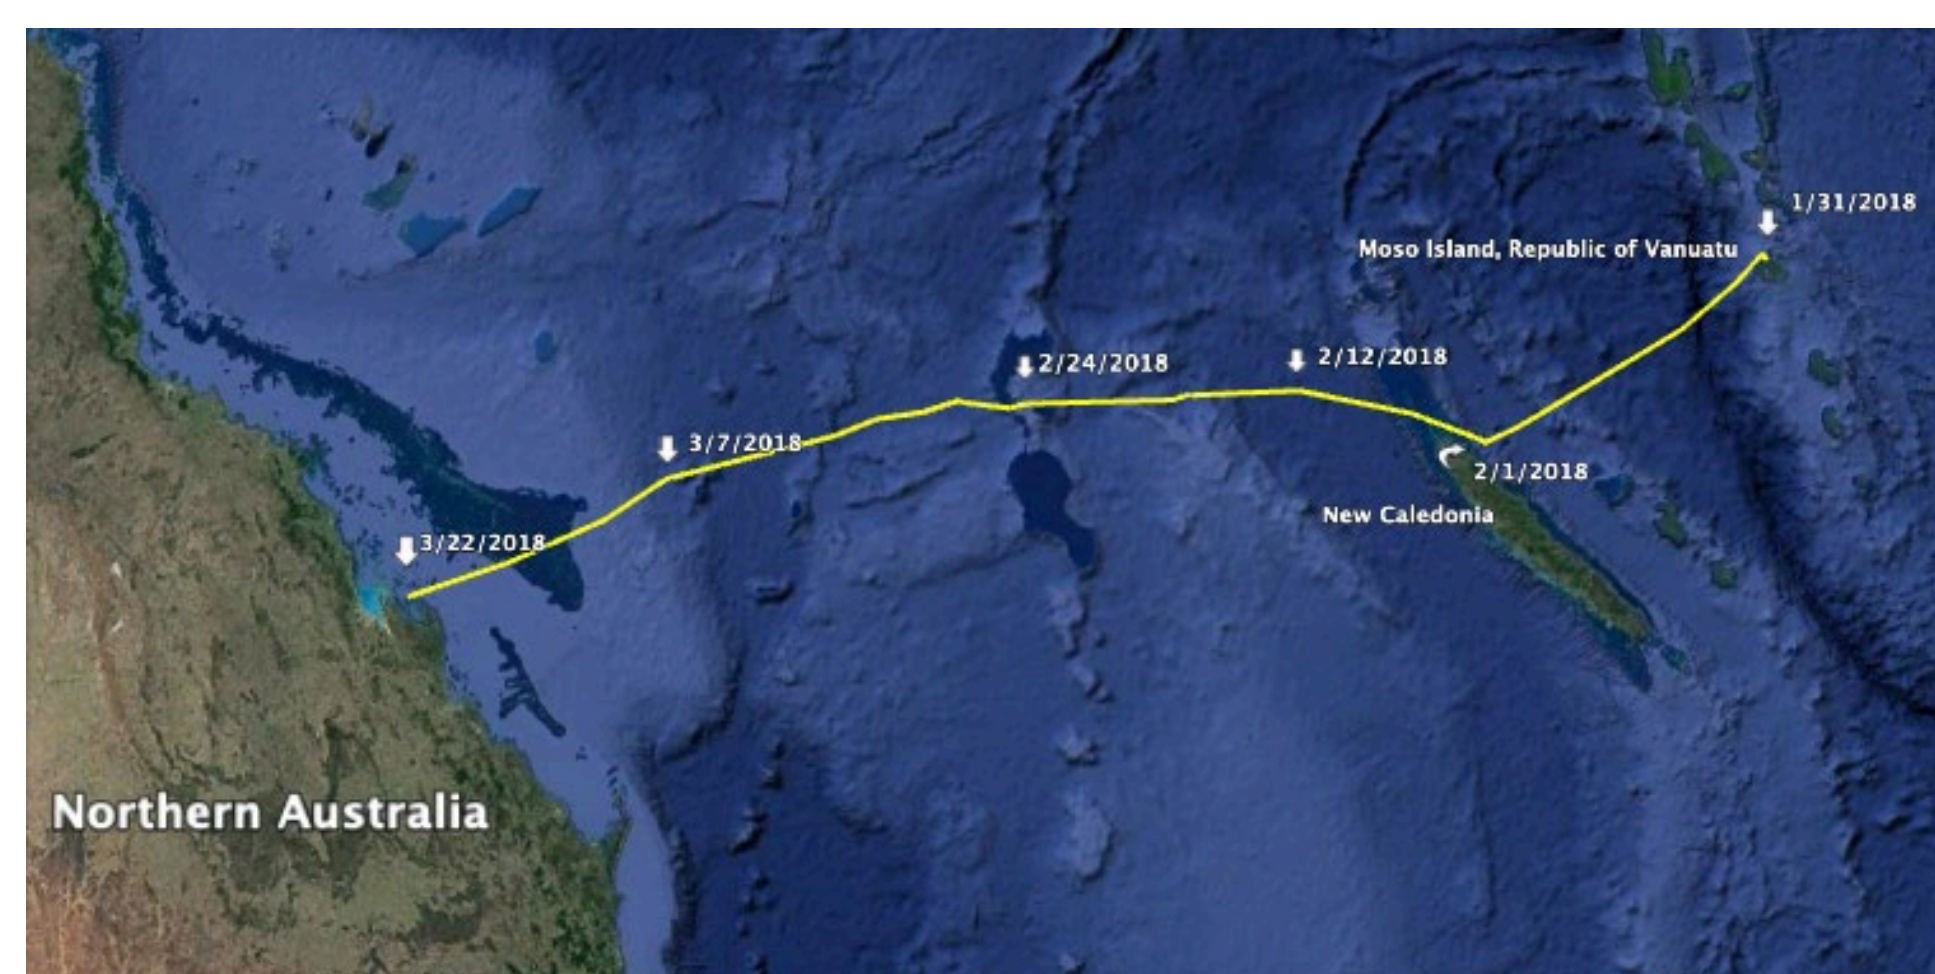 1/31/2018
Moso Island, Republic of Vanuatu
2/24/2018
2/12/2018
3/7/2018
2/1/2018
New Caledonia
3/22/2018
Northern Australia